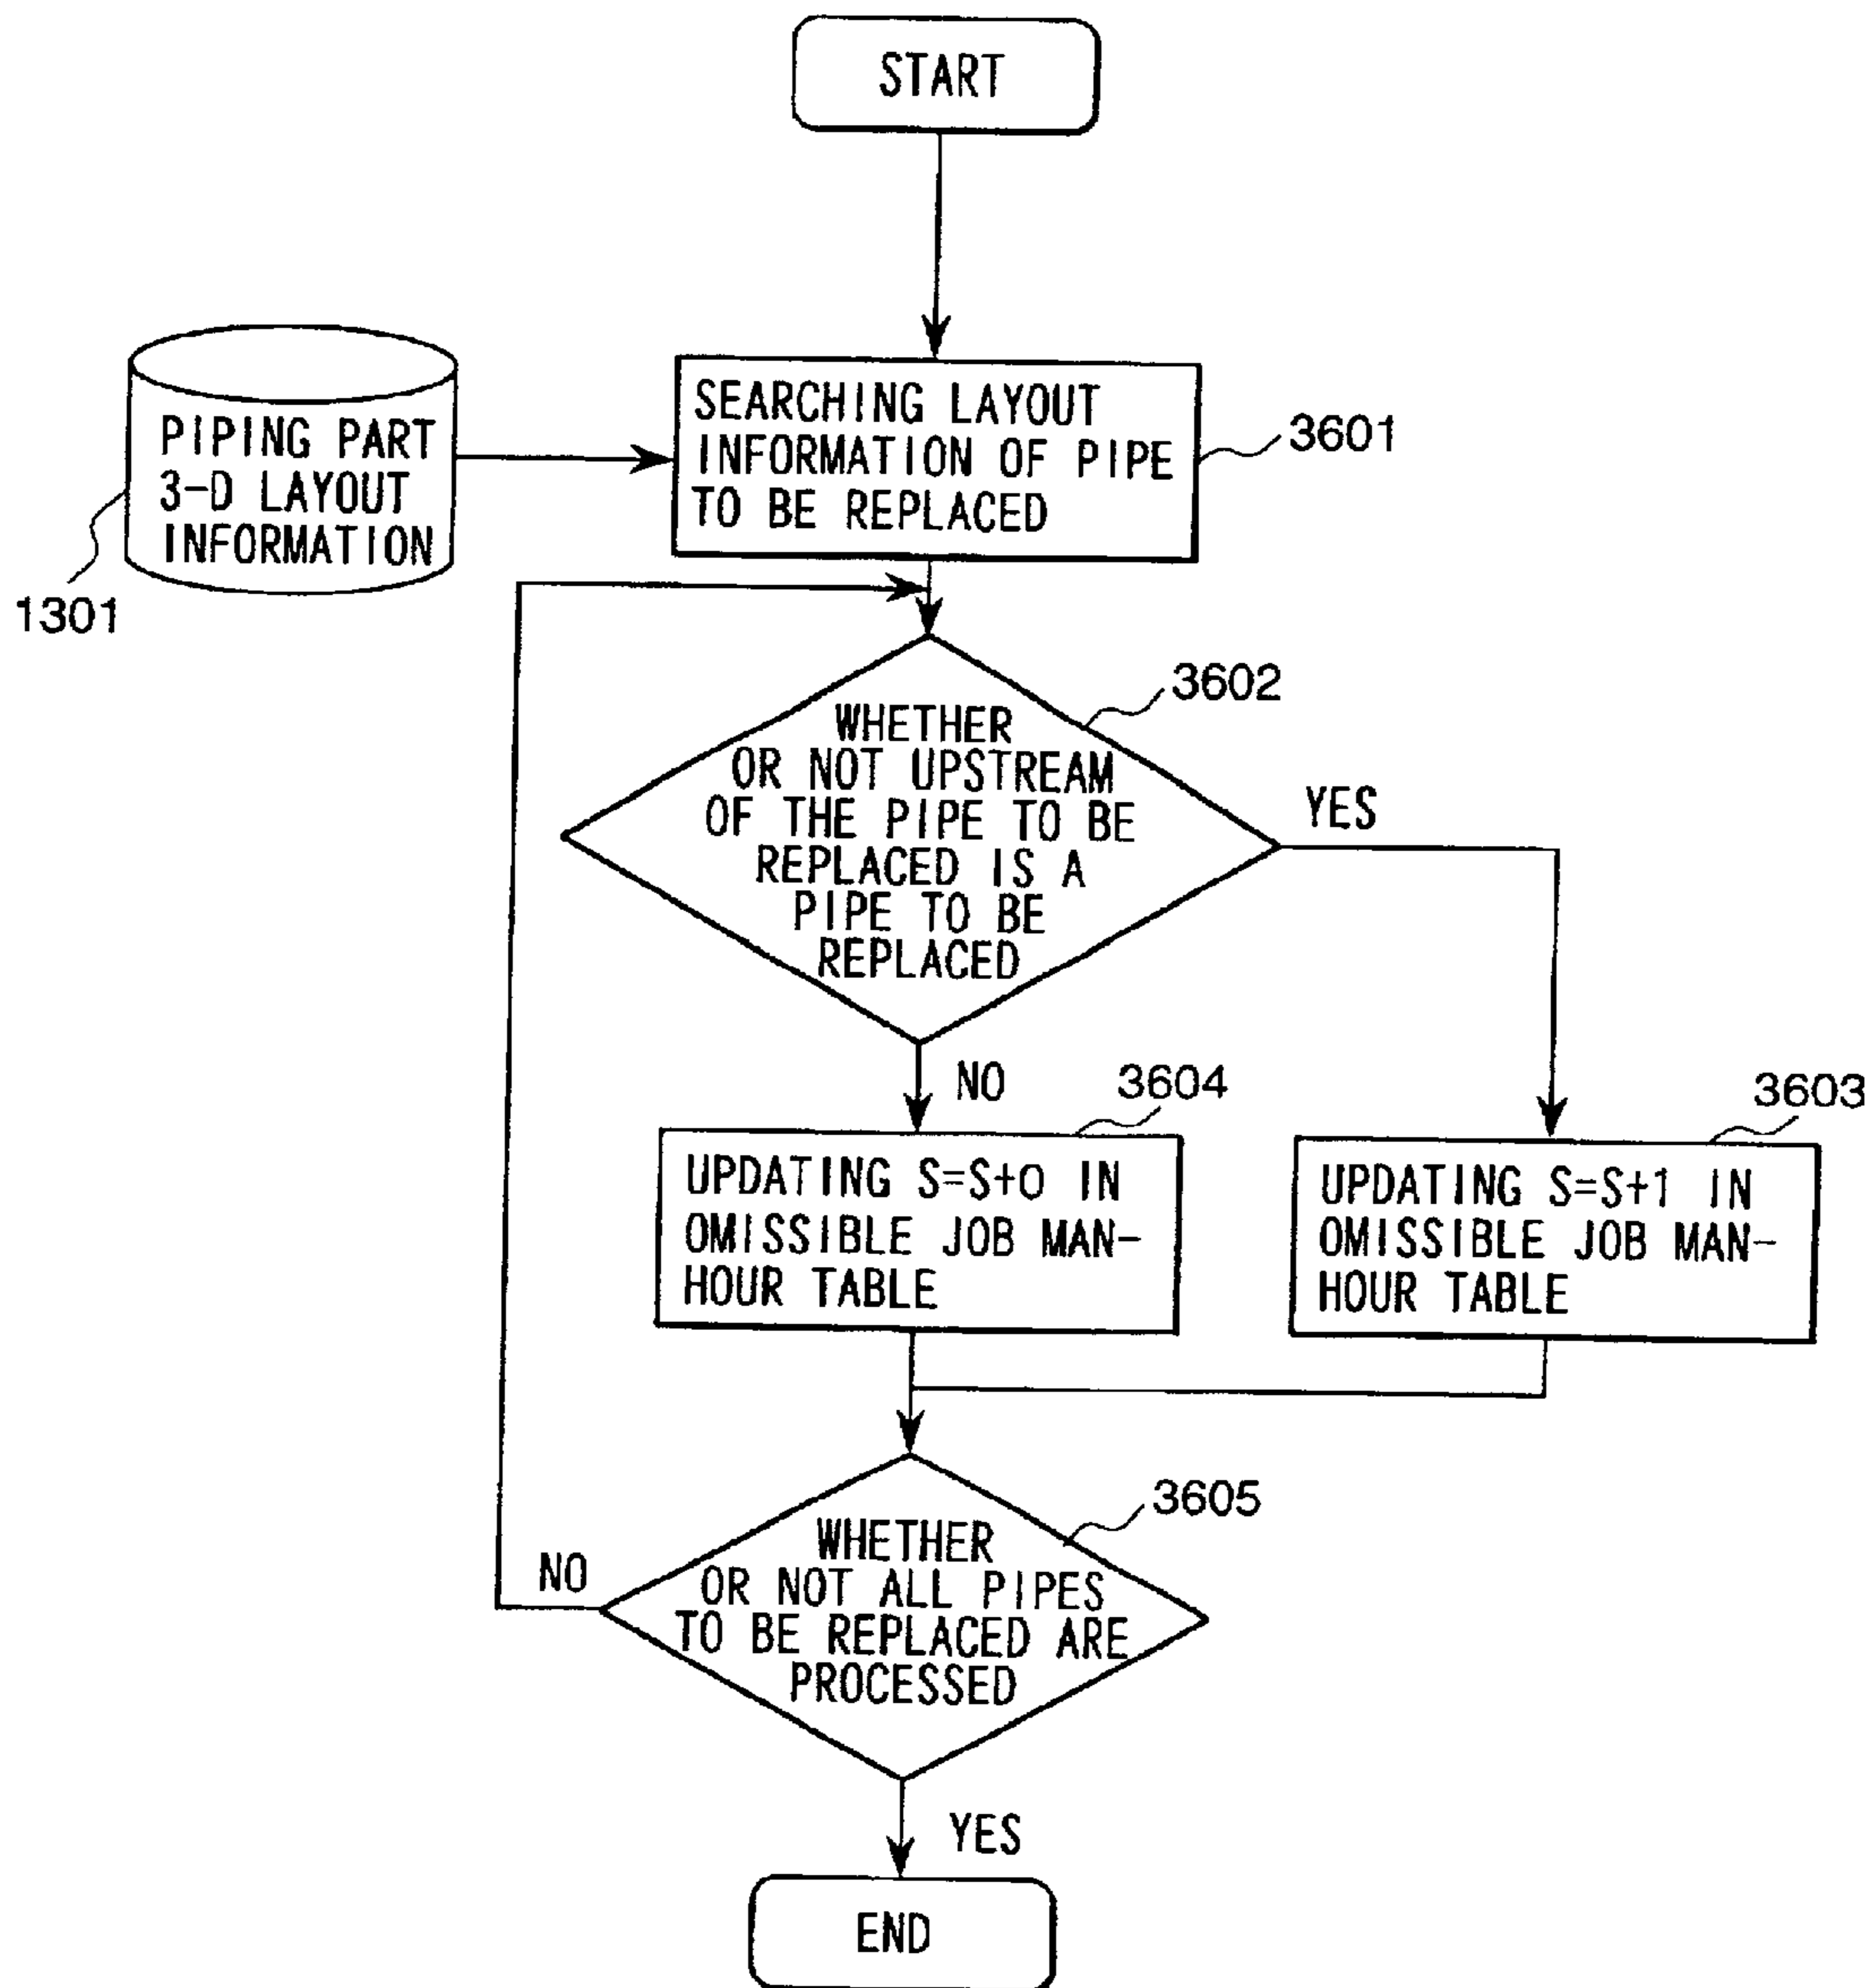 START
PIPING PART
3-D LAYOUT
INFORMATION
1301
SEARCHING LAYOUT
INFORMATION OF PIPE
TO BE REPLACED
3601
3602
WHETHER
OR NOT UPSTREAM
OF THE PIPE TO BE
REPLACED IS A
PIPE TO BE
REPLACED
YES
NO
3604
UPDATING S=S+0 IN
OMISSIBLE JOB MAN-
HOUR TABLE
3603
UPDATING S=S+1 IN
OMISSIBLE JOB MAN-
HOUR TABLE
3605
WHETHER
OR NOT ALL PIPES
TO BE REPLACED ARE
PROCESSED
NO
YES
END